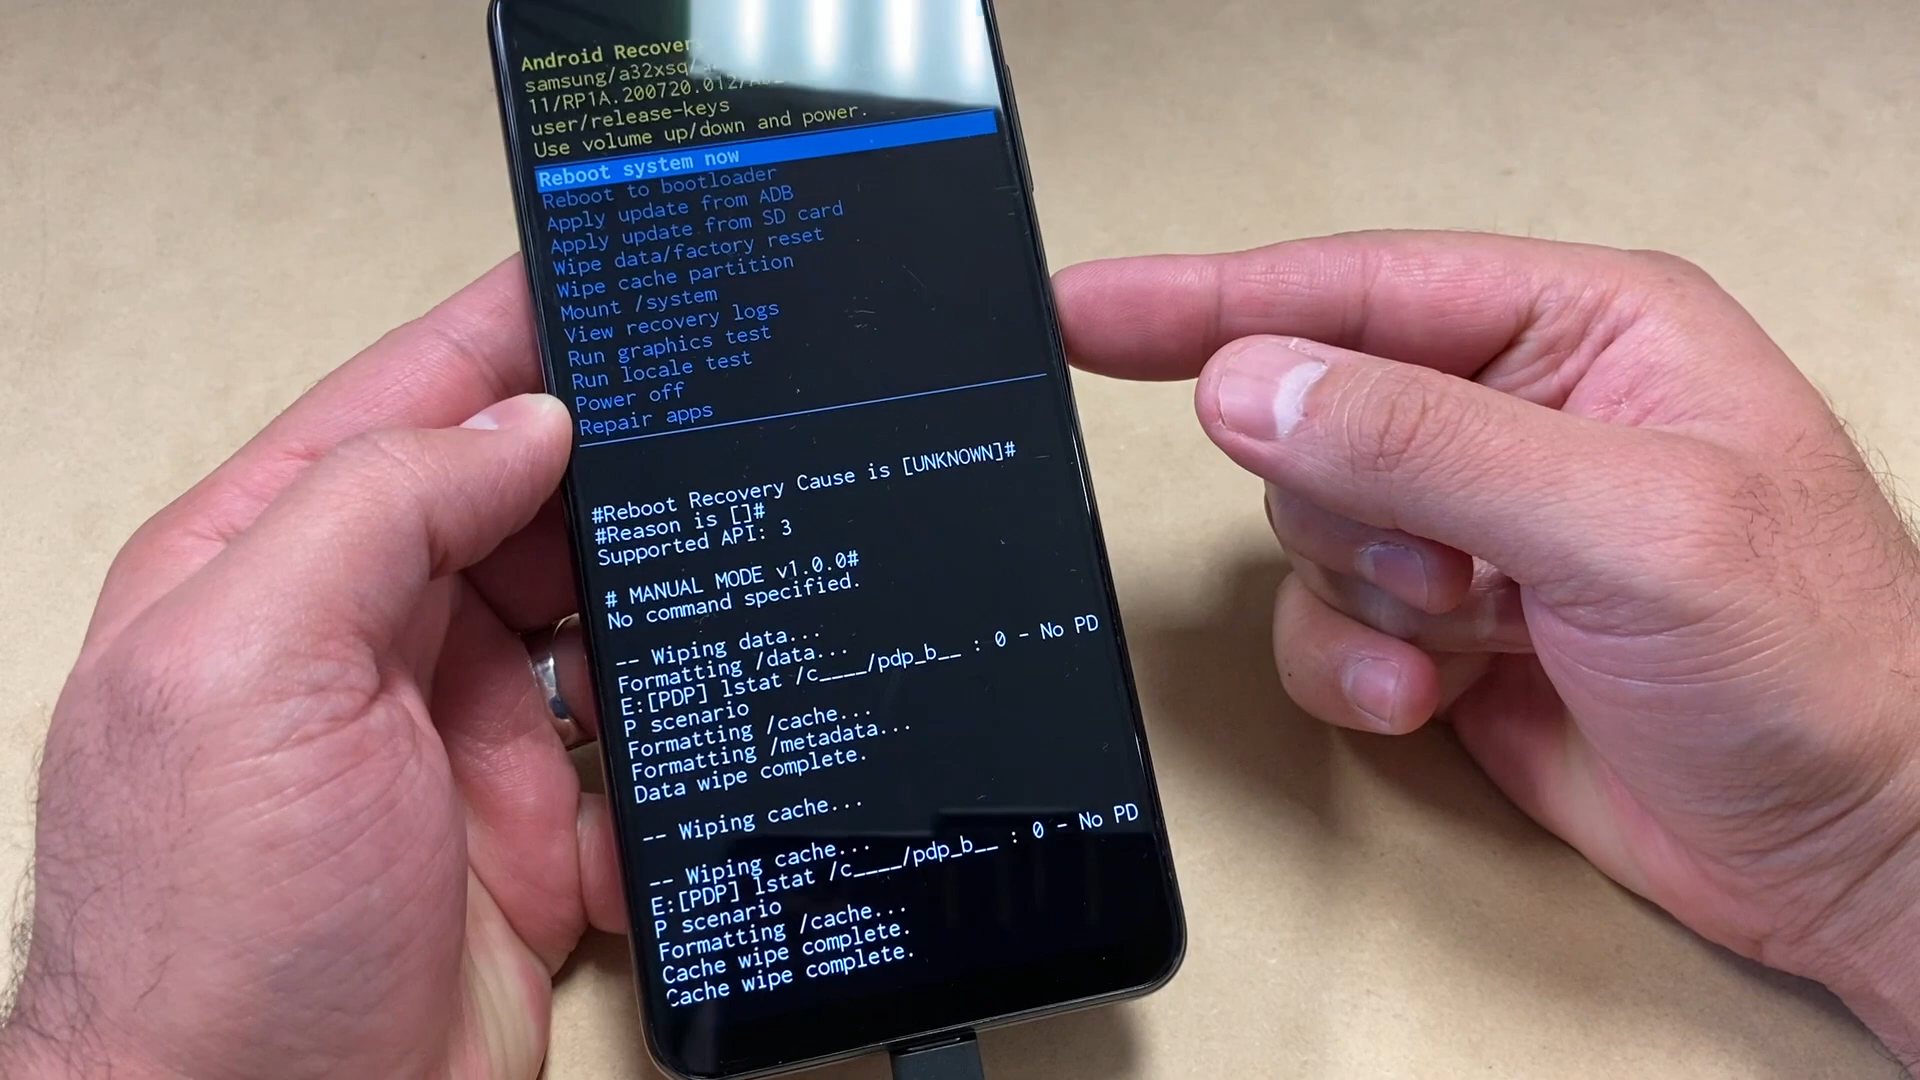 Android Recovery
samsung/a32xsq/
11/RP1A.200720.012/
user/release-keys
Use volume up/down and power.
Reboot system now
Reboot to bootloader
Apply update from ADB
Apply update from SD card
Wipe data/factory reset
Wipe cache partition
Mount /system
View recovery logs
Run graphics test
Run locale test
Power off
Repair apps
#Reboot Recovery Cause is [UNKNOWN]#
#Reason is []#
Supported API: 3
# MANUAL MODE v1.0.0#
No command specified.
-- Wiping data...
Formatting /data...
E:[PDP] lstat /c____/pdp_b__ : 0 - No PD
P scenario
Formatting /cache...
Formatting /metadata...
Data wipe complete.
-- Wiping cache...
-- Wiping cache...
E:[PDP] lstat /c____/pdp_b__ : 0 - No PD
P scenario
Formatting /cache...
Cache wipe complete.
Cache wipe complete.